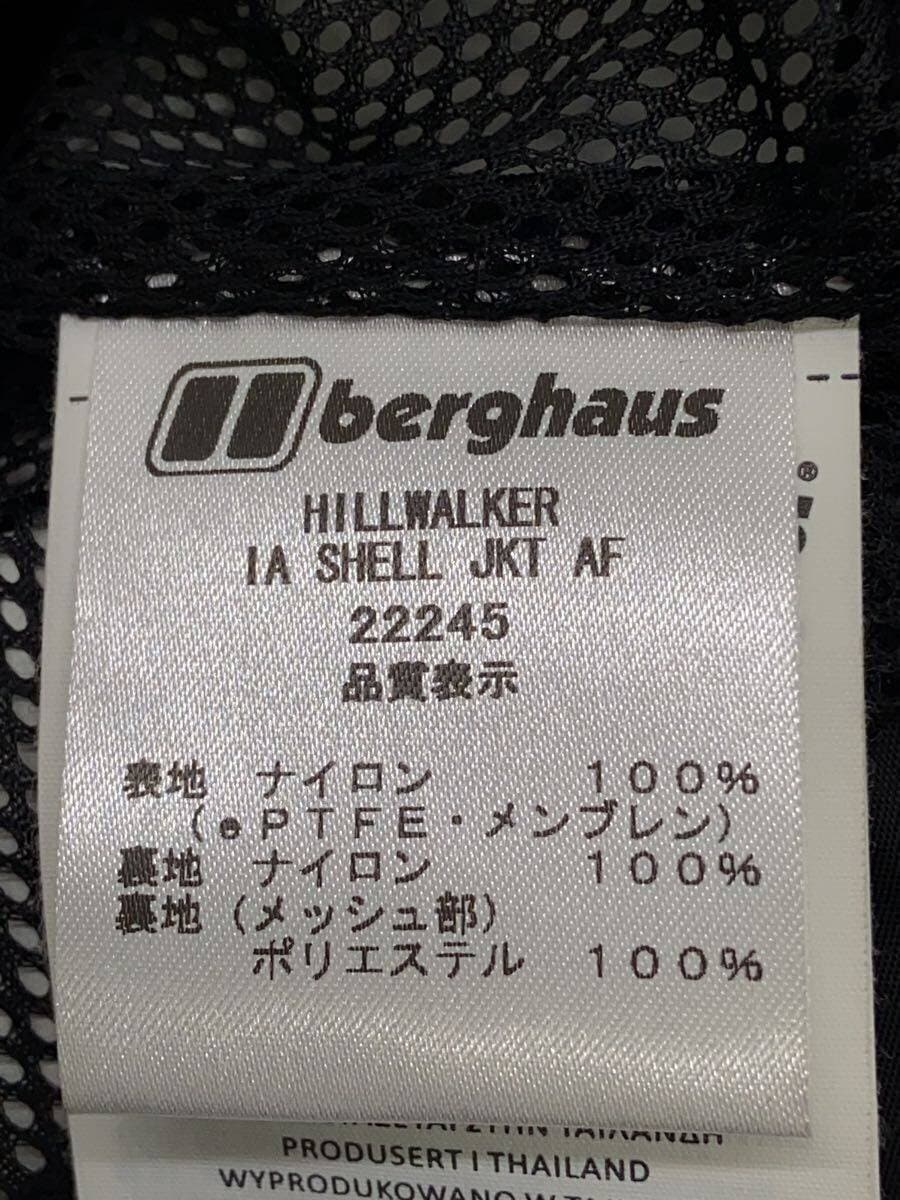 berghaus
®
HILLWALKER
IA SHELL JKT AF
22245
品質表示
表地 ナイロン 100%
(ePTFE・メンブレン)
裏地 ナイロン 100%
裏地(メッシュ部)
ポリエステル 100%
PRODUSERT I THAILAND
WYPRODUKOWANO W